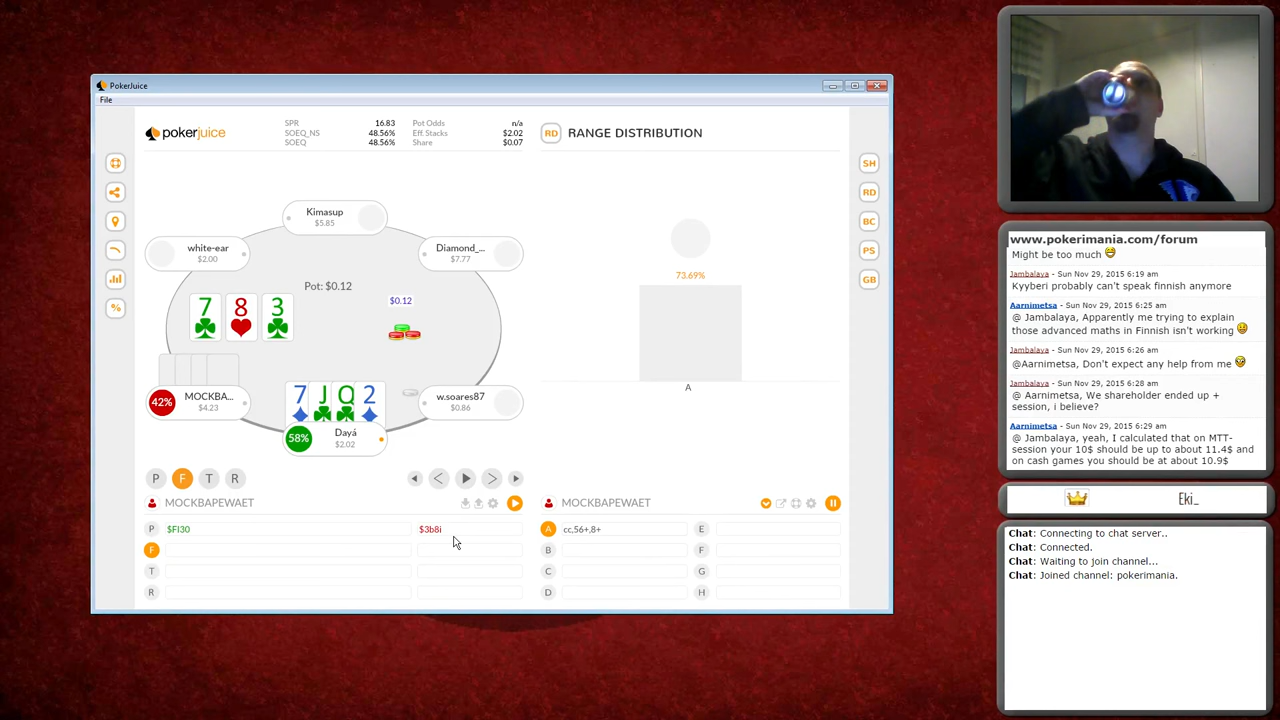 PokerJuice
File
pokerjuice
SPR 16.83
SOEQ_NS 48.56%
SOEQ 48.56%
Pot Odds n/a
Eff. Stacks $2.02
Share $0.07
RD RANGE DISTRIBUTION
Kimasup
$5.85
white-ear
$2.00
Diamond_...
$7.77
Pot: $0.12
$0.12
7 8 3
7 J Q 2
42% MOCKBA...
$4.23
58% Dayá
$2.02
w.soares87
$0.86
73.69%
A
SH
RD
BC
PS
GB
%
P F T R
MOCKBAPEWAET
P $FI30 $3b8i
F
T
R
MOCKBAPEWAET
A cc,56+,8+ E
B F
C G
D H
www.pokerimania.com/forum
Might be too much
Jambalaya - Sun Nov 29, 2015 6:19 am
Kyyberi probably can't speak finnish anymore
Aarnimetsa - Sun Nov 29, 2015 6:25 am
@ Jambalaya, Apparently me trying to explain
those advanced maths in Finnish isn't working
Jambalaya - Sun Nov 29, 2015 6:26 am
@Aarnimetsa, Don't expect any help from me
Jambalaya - Sun Nov 29, 2015 6:28 am
@ Aarnimetsa, We shareholder ended up +
session, i believe?
Aarnimetsa - Sun Nov 29, 2015 6:29 am
@ Jambalaya, yeah, I calculated that on MTT-
session your 10$ should be up to about 11.4$ and
on cash games you should be at about 10.9$
Eki_
Chat: Connecting to chat server..
Chat: Connected.
Chat: Waiting to join channel...
Chat: Joined channel: pokerimania.